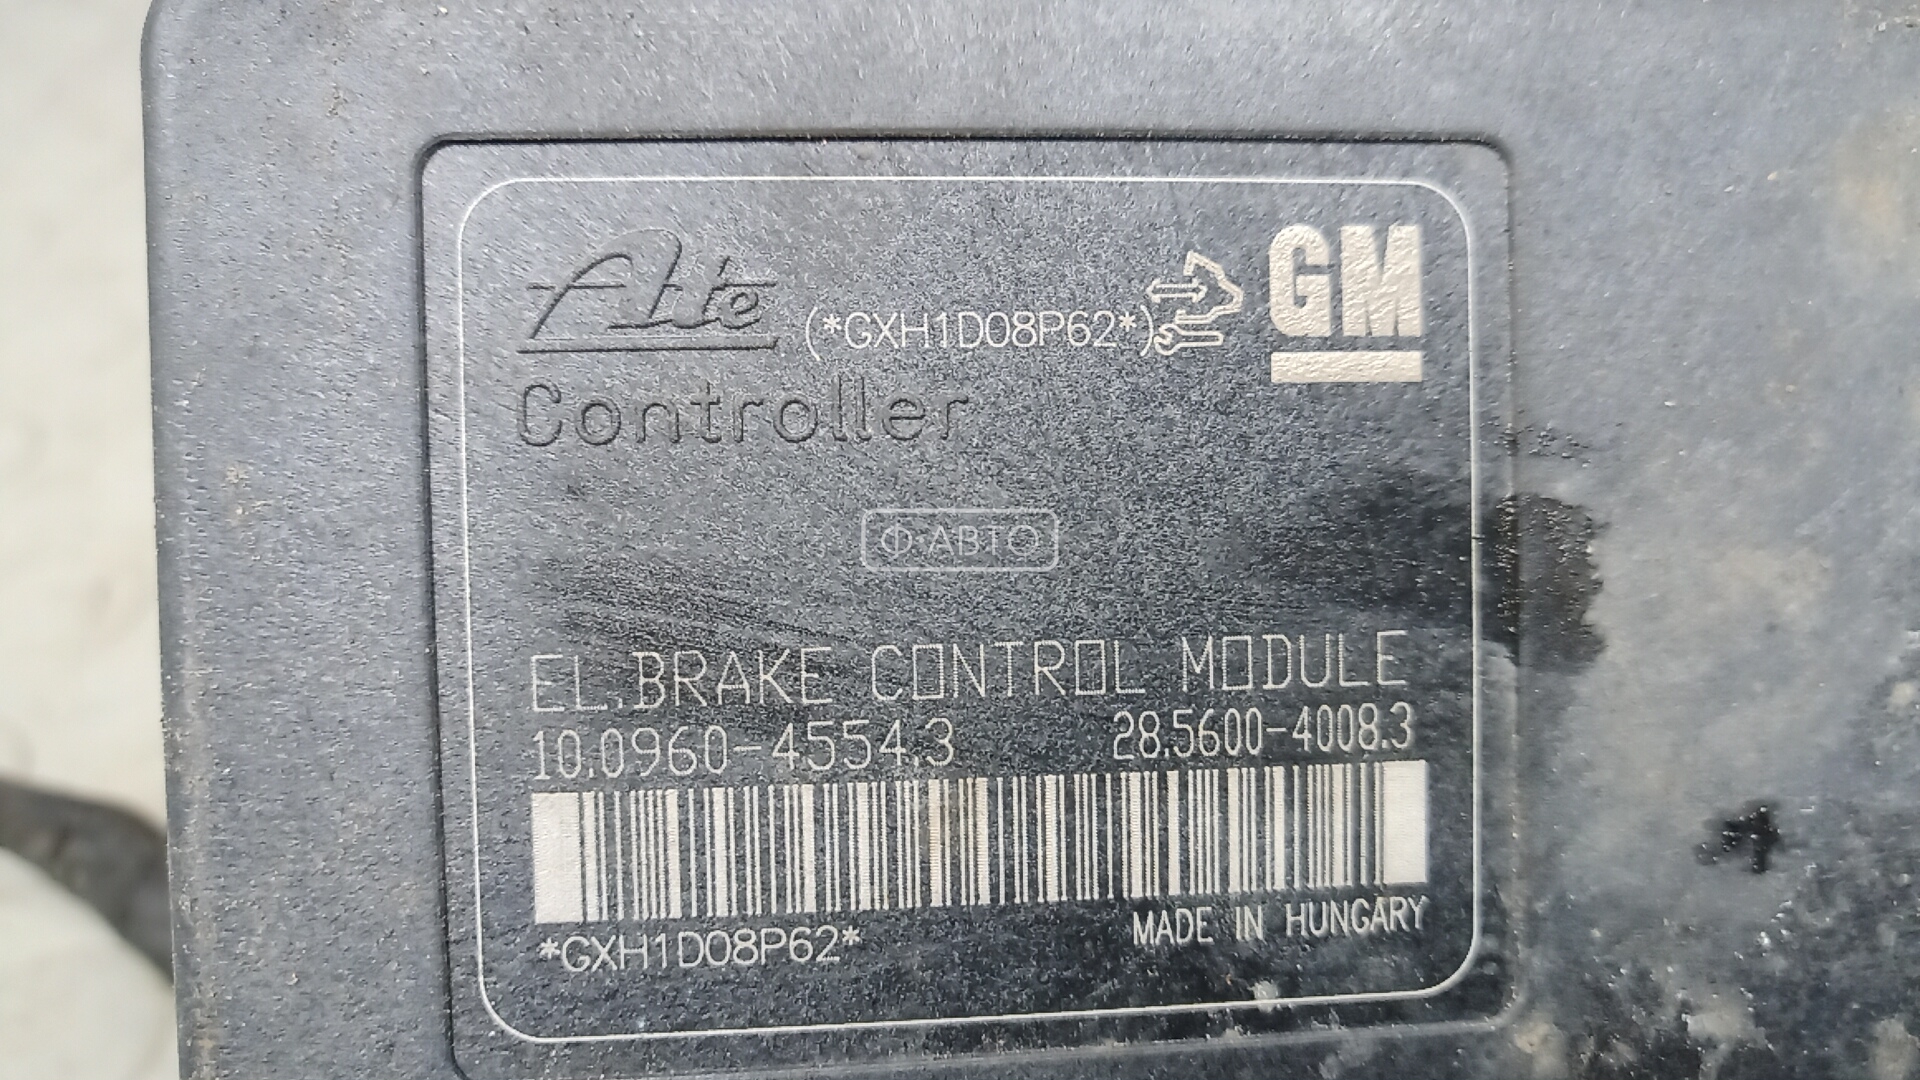 Ate
(*GXH1D08P62*)
GM
Controller
Ф·АВТО
EL.BRAKE CONTROL MODULE
10.0960-4554.3 28.5600-4008.3
*GXH1D08P62*
MADE IN HUNGARY